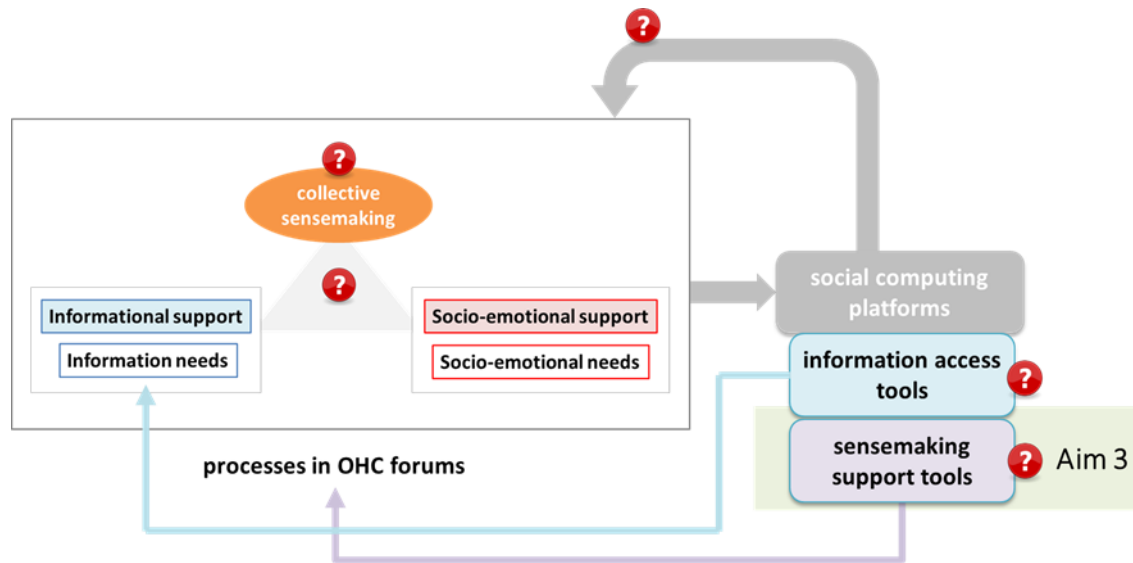 ?
?
collective
sensemaking
?
Informational support
Information needs
Socio-emotional support
Socio-emotional needs
social computing
platforms
information access
tools
?
sensemaking
support tools
?
Aim 3
processes in OHC forums